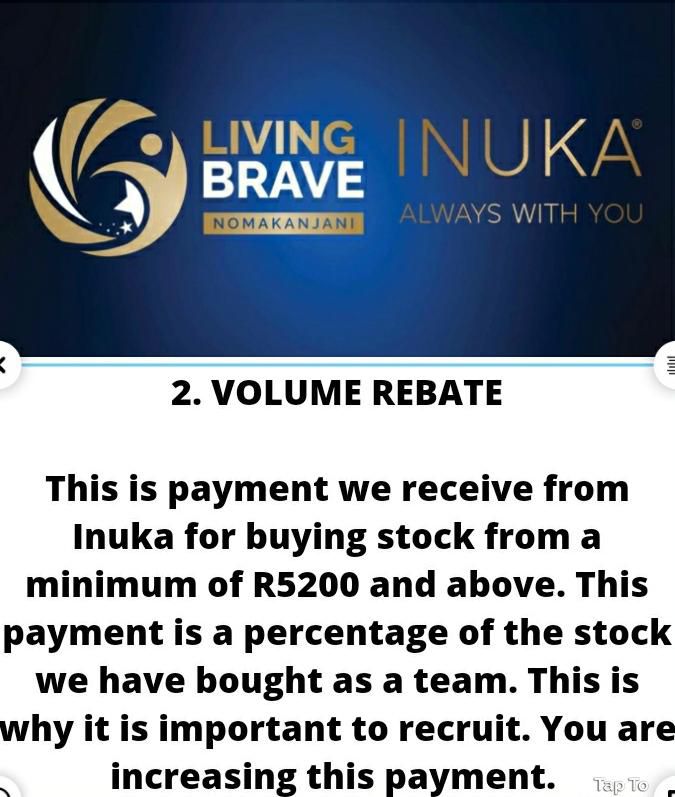 LIVING
BRAVE
NOMAKANJANI
INUKA®
ALWAYS WITH YOU
2. VOLUME REBATE
This is payment we receive from
Inuka for buying stock from a
minimum of R5200 and above. This
payment is a percentage of the stock
we have bought as a team. This is
why it is important to recruit. You are
increasing this payment.
Tap To